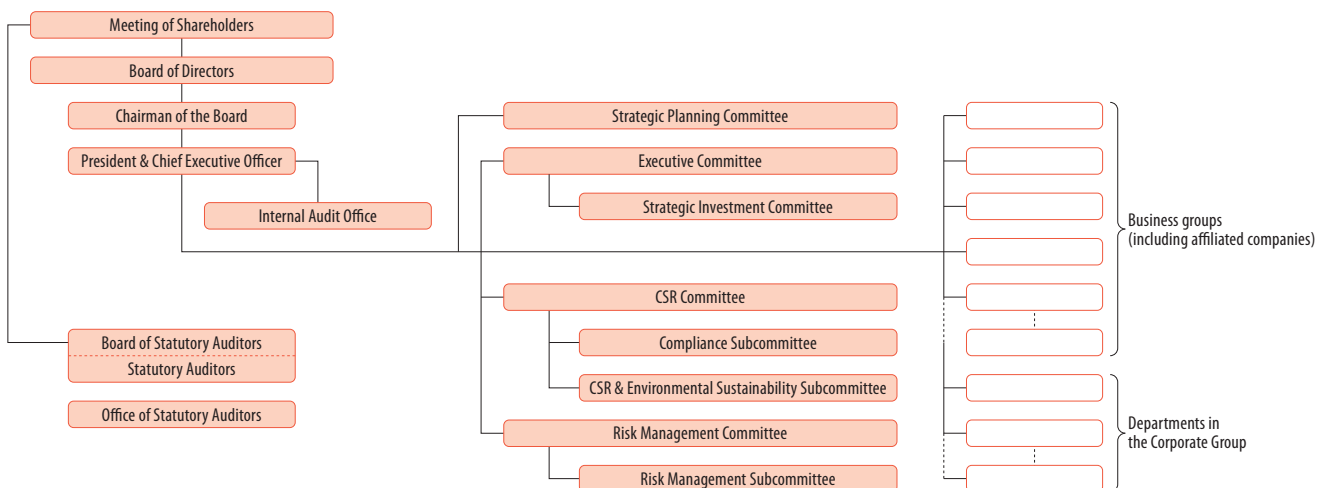 Meeting of Shareholders
Board of Directors
Chairman of the Board
President & Chief Executive Officer
Internal Audit Office
Board of Statutory Auditors
Statutory Auditors
Office of Statutory Auditors
Strategic Planning Committee
Executive Committee
Strategic Investment Committee
CSR Committee
Compliance Subcommittee
CSR & Environmental Sustainability Subcommittee
Risk Management Committee
Risk Management Subcommittee
Business groups
(including affiliated companies)
Departments in
the Corporate Group